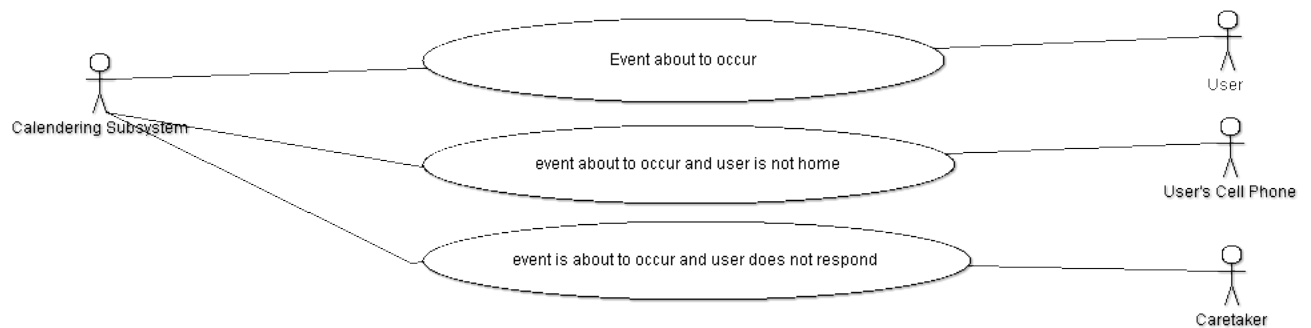 Event about to occur
User
Calendering Subsystem
event about to occur and user is not home
User's Cell Phone
event is about to occur and user does not respond
Caretaker